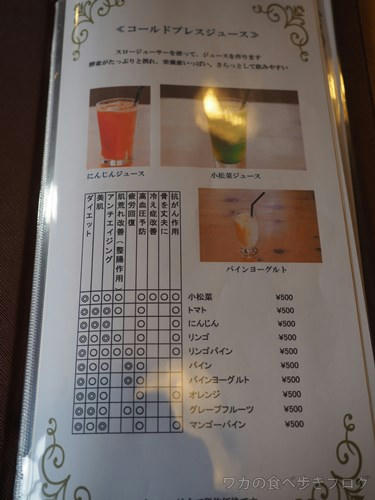 ≪コールドプレスジュース≫
スロージューサーを使って、ジュースを作ります
酵素がたっぷりと摂れ、栄養素いっぱい。さらっとして飲みやすい
にんじんジュース
小松菜ジュース
パインヨーグルト
抗がん作用
骨を丈夫に
冷え症改善
高血圧予防
疲労回復
肌荒れ改善(整腸作用)
アンチエイジング
美肌
ダイエット
小松菜 ¥500
トマト ¥500
にんじん ¥500
リンゴ ¥500
リンゴパイン ¥500
パイン ¥500
パインヨーグルト ¥500
オレンジ ¥500
グレープフルーツ ¥500
マンゴーパイン ¥500
ワカの食べ歩きブログ